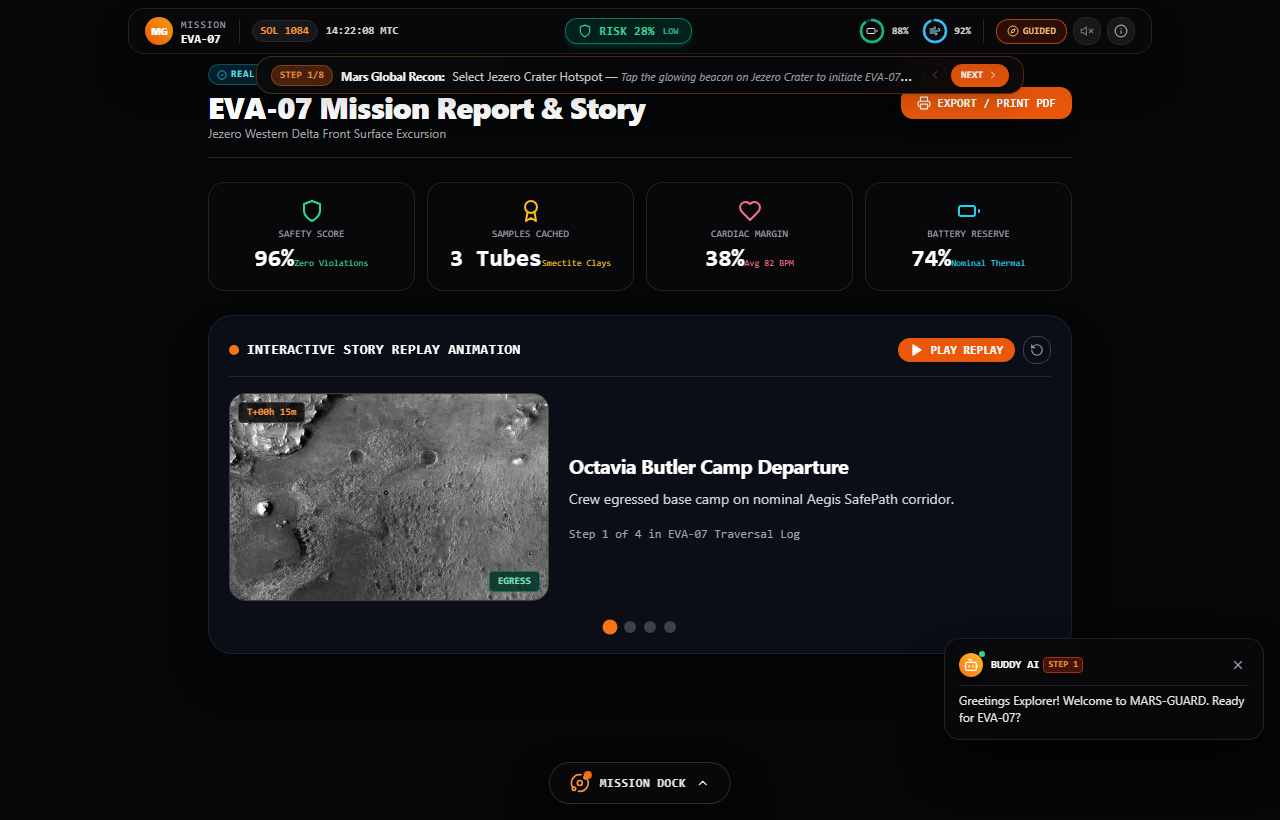 MG MISSION EVA-07 SOL 1084 14:22:08 MTC RISK 28% LOW 88% 92% GUIDED
REAL
STEP 1/8 Mars Global Recon: Select Jezero Crater Hotspot — Tap the glowing beacon on Jezero Crater to initiate EVA-07... NEXT
EVA-07 Mission Report & Story
EXPORT / PRINT PDF
Jezero Western Delta Front Surface Excursion
SAFETY SCORE
96% Zero Violations
SAMPLES CACHED
3 Tubes Smectite Clays
CARDIAC MARGIN
38% Avg 82 BPM
BATTERY RESERVE
74% Nominal Thermal
INTERACTIVE STORY REPLAY ANIMATION
PLAY REPLAY
T+00h 15m
EGRESS
Octavia Butler Camp Departure
Crew egressed base camp on nominal Aegis SafePath corridor.
Step 1 of 4 in EVA-07 Traversal Log
BUDDY AI STEP 1
Greetings Explorer! Welcome to MARS-GUARD. Ready
for EVA-07?
MISSION DOCK